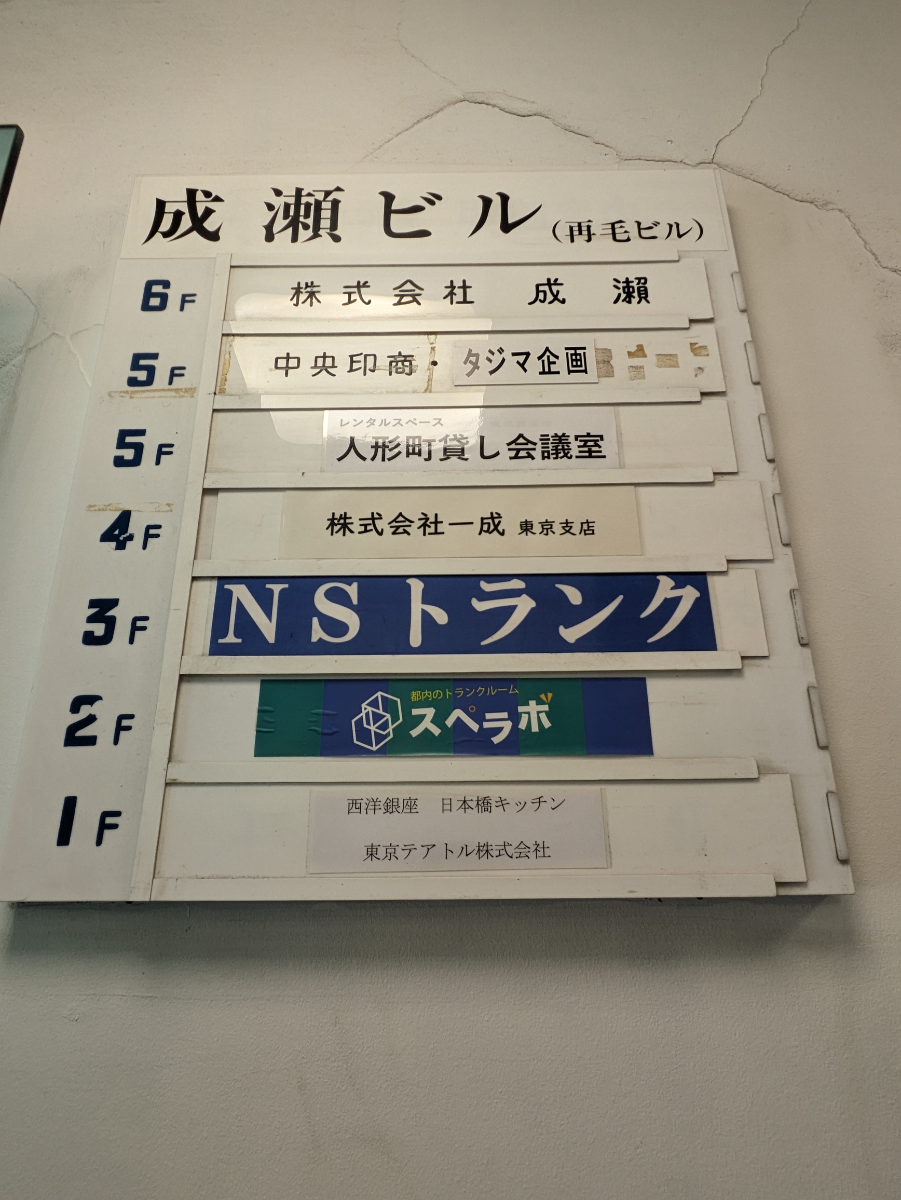 成瀬ビル(再毛ビル)
6F 株式会社 成瀬
5F 中央印商・タジマ企画
5F レンタルスペース
人形町貸し会議室
4F 株式会社一成 東京支店
3F NSトランク
2F 都内のトランクルーム
スペラボ
1F 西洋銀座 日本橋キッチン
東京テアトル株式会社